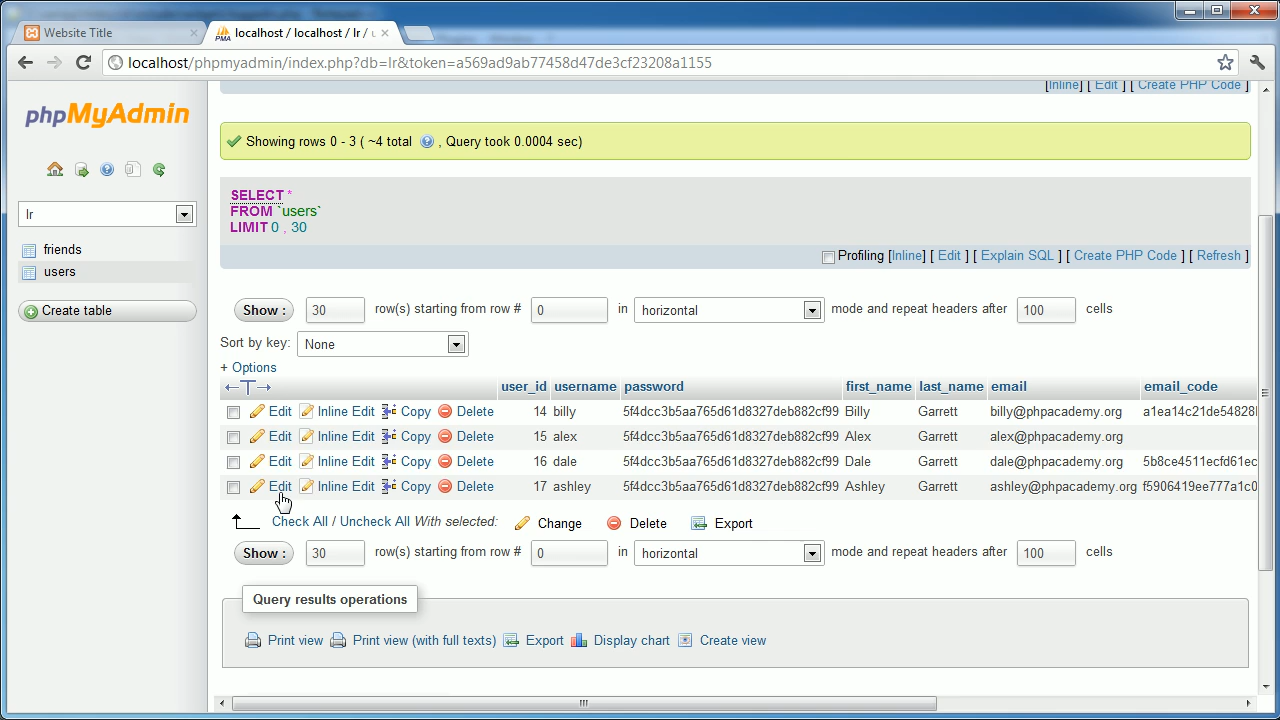 Website Title
PMA localhost / localhost / lr /
localhost/phpmyadmin/index.php?db=lr&token=a569ad9ab77458d47de3cf23208a1155
phpMyAdmin
[Inline] [ Edit ] [ Create PHP Code ]
Showing rows 0 - 3 ( ~4 total , Query took 0.0004 sec)
SELECT *
FROM `users`
LIMIT 0 , 30
lr
friends
users
Create table
Profiling [Inline] [ Edit ] [ Explain SQL ] [ Create PHP Code ] [ Refresh ]
Show : 30 row(s) starting from row # 0 in horizontal mode and repeat headers after 100 cells
Sort by key: None
+ Options
←T→ user_id username password first_name last_name email email_code
Edit Inline Edit Copy Delete 14 billy 5f4dcc3b5aa765d61d8327deb882cf99 Billy Garrett billy@phpacademy.org a1ea14c21de54828
Edit Inline Edit Copy Delete 15 alex 5f4dcc3b5aa765d61d8327deb882cf99 Alex Garrett alex@phpacademy.org
Edit Inline Edit Copy Delete 16 dale 5f4dcc3b5aa765d61d8327deb882cf99 Dale Garrett dale@phpacademy.org 5b8ce4511ecfd61ec
Edit Inline Edit Copy Delete 17 ashley 5f4dcc3b5aa765d61d8327deb882cf99 Ashley Garrett ashley@phpacademy.org f5906419ee777a1c0
Check All / Uncheck All With selected: Change Delete Export
Show : 30 row(s) starting from row # 0 in horizontal mode and repeat headers after 100 cells
Query results operations
Print view Print view (with full texts) Export Display chart Create view